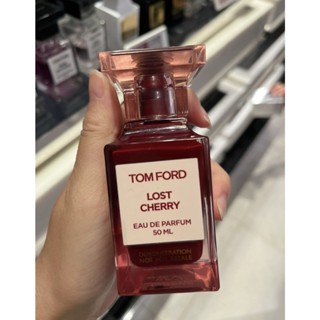 TOM FORD
LOST
CHERRY
EAU DE PARFUM
50 ML